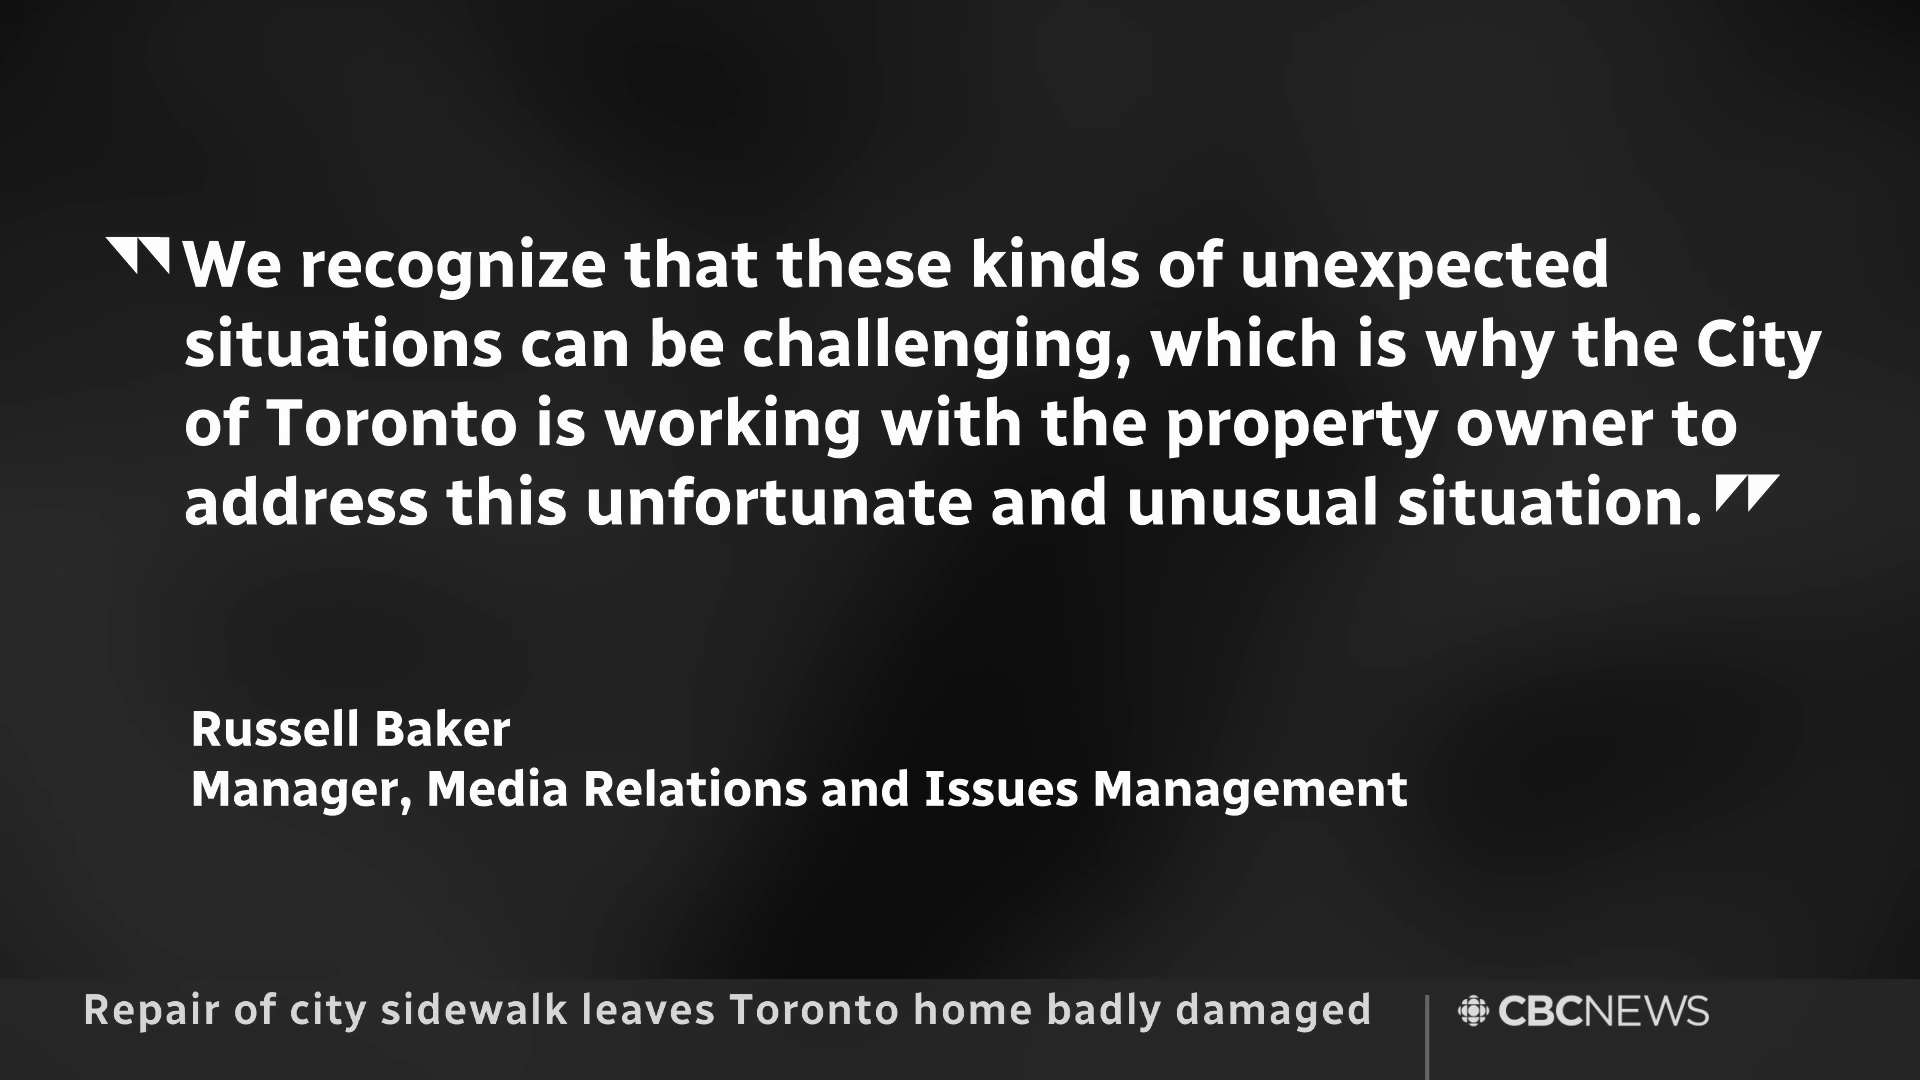 "We recognize that these kinds of unexpected
situations can be challenging, which is why the City
of Toronto is working with the property owner to
address this unfortunate and unusual situation."
Russell Baker
Manager, Media Relations and Issues Management
Repair of city sidewalk leaves Toronto home badly damaged
CBCNEWS